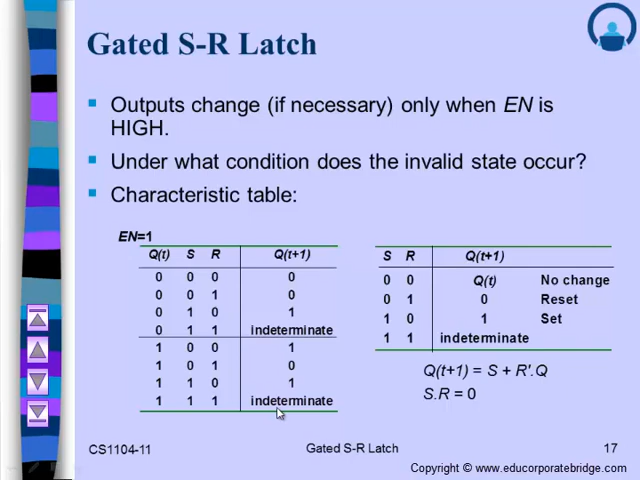 Gated S-R Latch
Outputs change (if necessary) only when EN is
HIGH.
Under what condition does the invalid state occur?
Characteristic table:
EN=1
Q(t) S R Q(t+1)
0 0 0 0
0 0 1 0
0 1 0 1
0 1 1 indeterminate
1 0 0 1
1 0 1 0
1 1 0 1
1 1 1 indeterminate
S R Q(t+1)
0 0 Q(t) No change
0 1 0 Reset
1 0 1 Set
1 1 indeterminate
Q(t+1) = S + R'.Q
S.R = 0
CS1104-11 Gated S-R Latch 17
Copyright © www.educorporatebridge.com